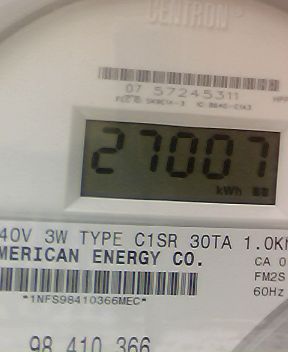 CENTRON
07 57245311
27007
kWh
40V 3W TYPE C1SR 30TA 1.0K
MERICAN ENERGY CO.
CA 0
FM2S
60Hz
*1NFS98410366MEC*
98 410 366